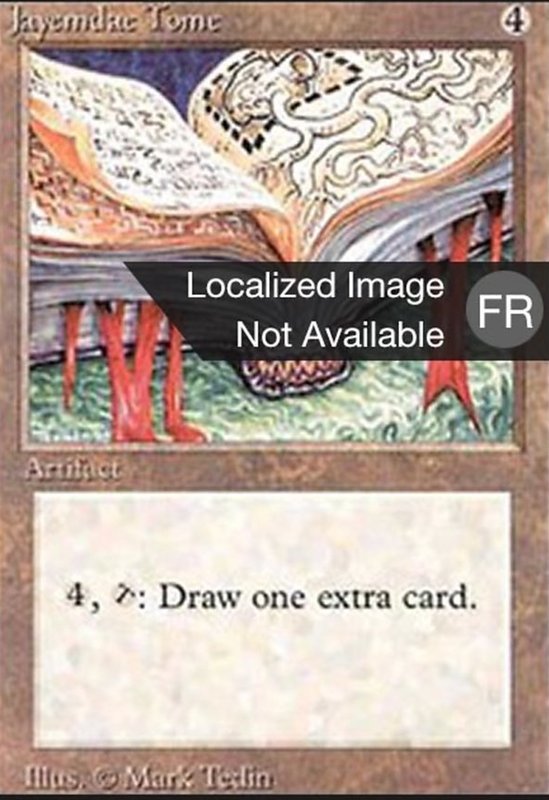 Jayemdae Tome
4
Localized Image
Not Available
FR
Artifact
4, : Draw one extra card.
Illus. © Mark Tedin